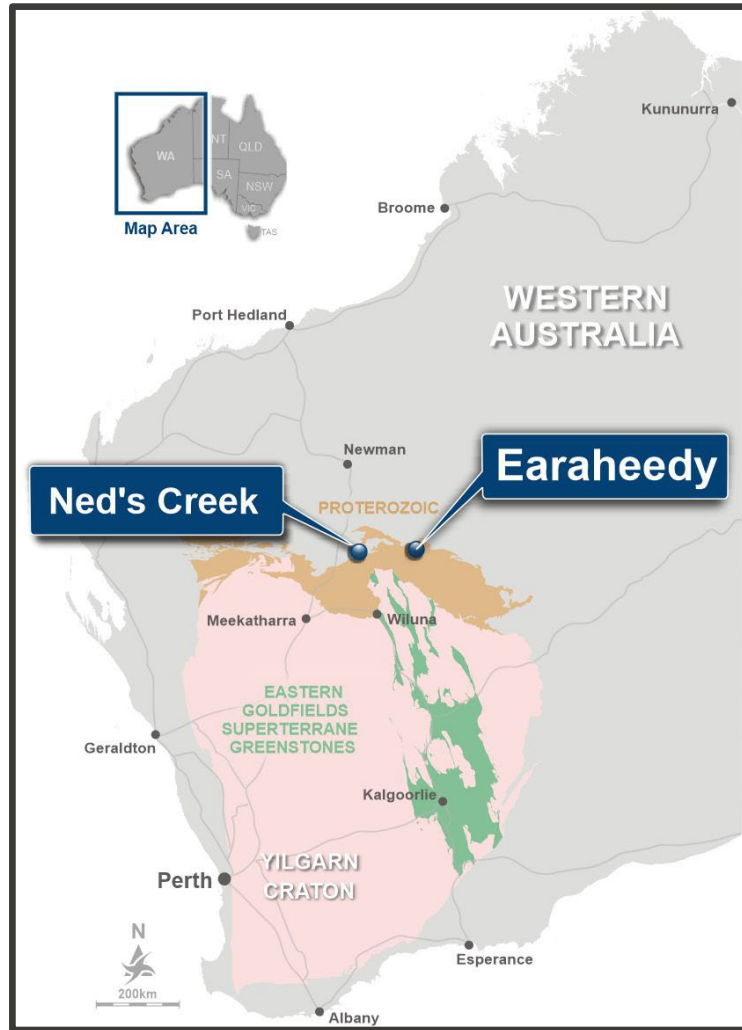 Kununurra
WA
NT
QLD
SA
NSW
VIC
TAS
Map Area
Broome
WESTERN
AUSTRALIA
Port Hedland
Newman
Ned's Creek
Earaheedy
PROTEROZOIC
Meekatharra
Wiluna
EASTERN
GOLDFIELDS
SUPERTERRANE
GREENSTONES
Geraldton
Kalgoorlie
YILGARN
CRATON
Perth
N
200km
Esperance
Albany